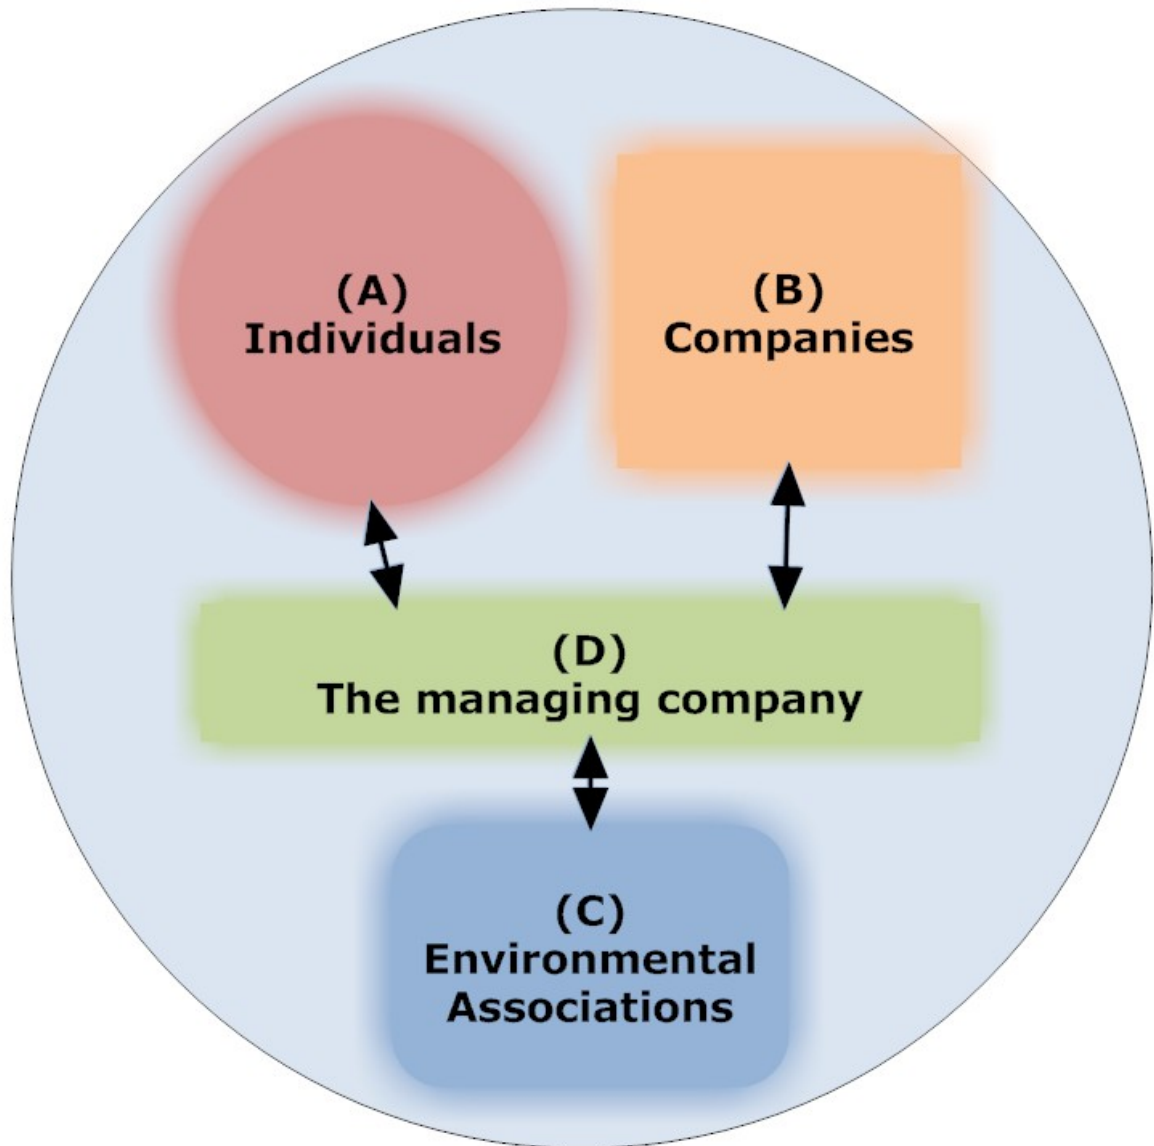 (A)
Individuals
(B)
Companies
(D)
The managing company
(C)
Environmental
Associations